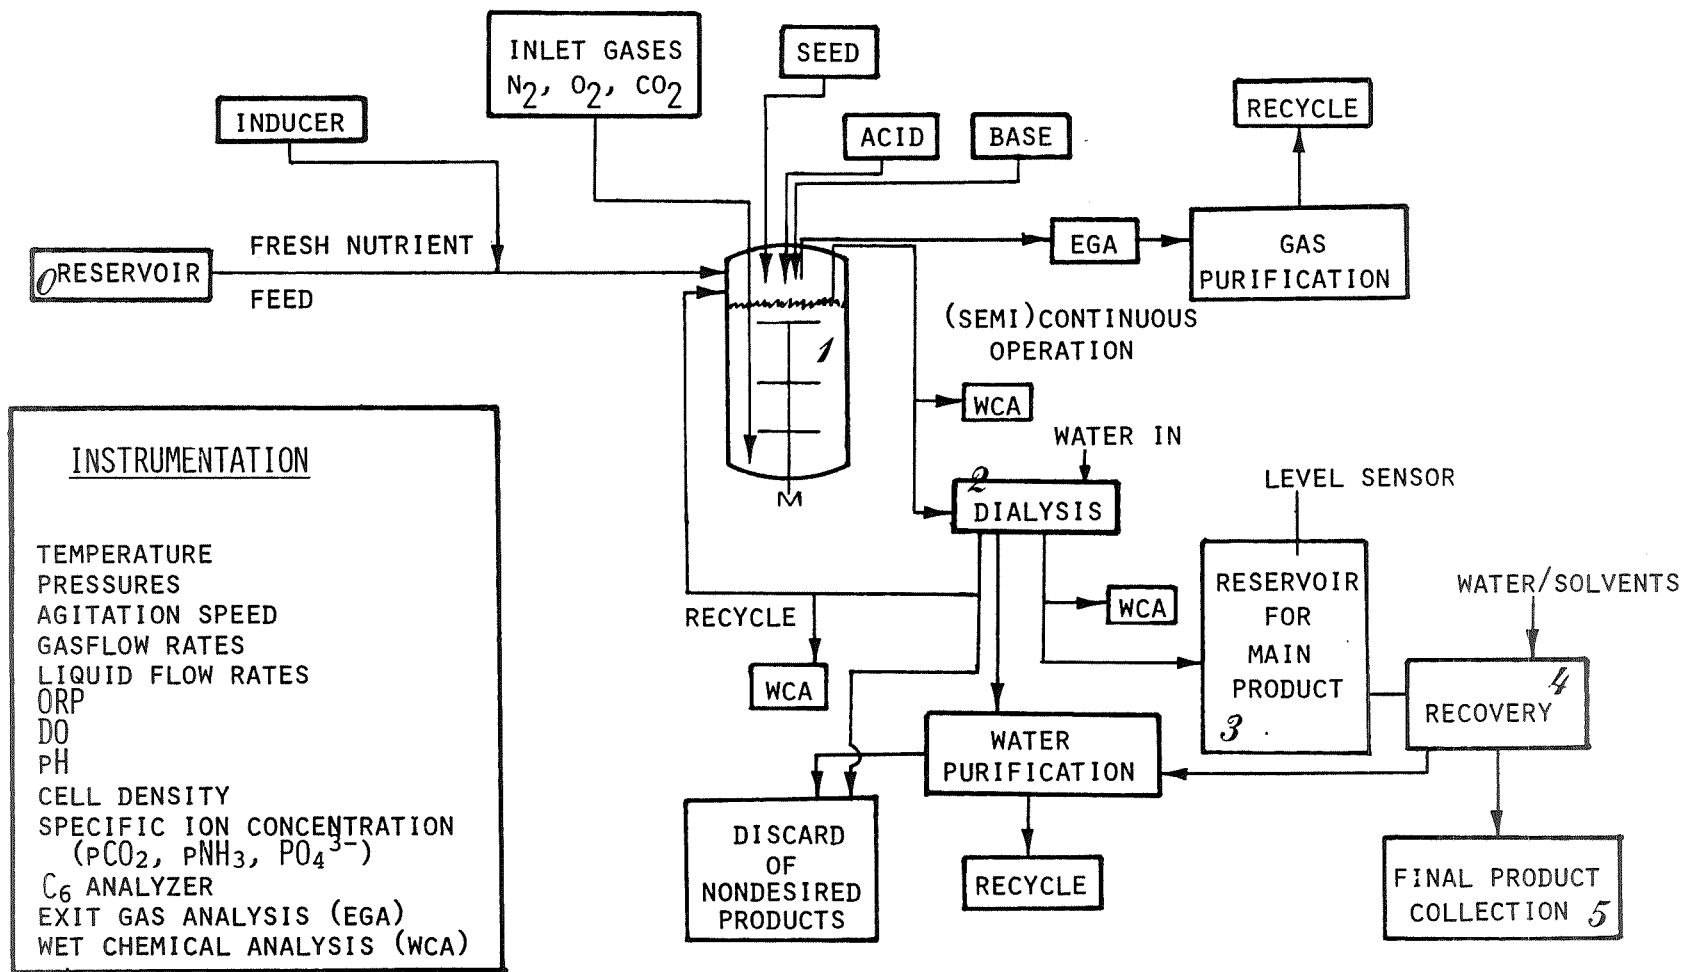 INLET GASES
N2, O2, CO2
SEED
INDUCER
ACID
BASE
RECYCLE
FRESH NUTRIENT
FEED
0 RESERVOIR
EGA
GAS
PURIFICATION
(SEMI)CONTINUOUS
OPERATION
1
WCA
WATER IN
2
DIALYSIS
M
LEVEL SENSOR
RESERVOIR
FOR
MAIN
PRODUCT
3
WATER/SOLVENTS
4
RECOVERY
WCA
RECYCLE
WCA
WATER
PURIFICATION
DISCARD
OF
NONDESIRED
PRODUCTS
RECYCLE
FINAL PRODUCT
COLLECTION 5
INSTRUMENTATION
TEMPERATURE
PRESSURES
AGITATION SPEED
GASFLOW RATES
LIQUID FLOW RATES
ORP
DO
pH
CELL DENSITY
SPECIFIC ION CONCENTRATION
(pCO2, pNH3, PO4 3-)
C6 ANALYZER
EXIT GAS ANALYSIS (EGA)
WET CHEMICAL ANALYSIS (WCA)